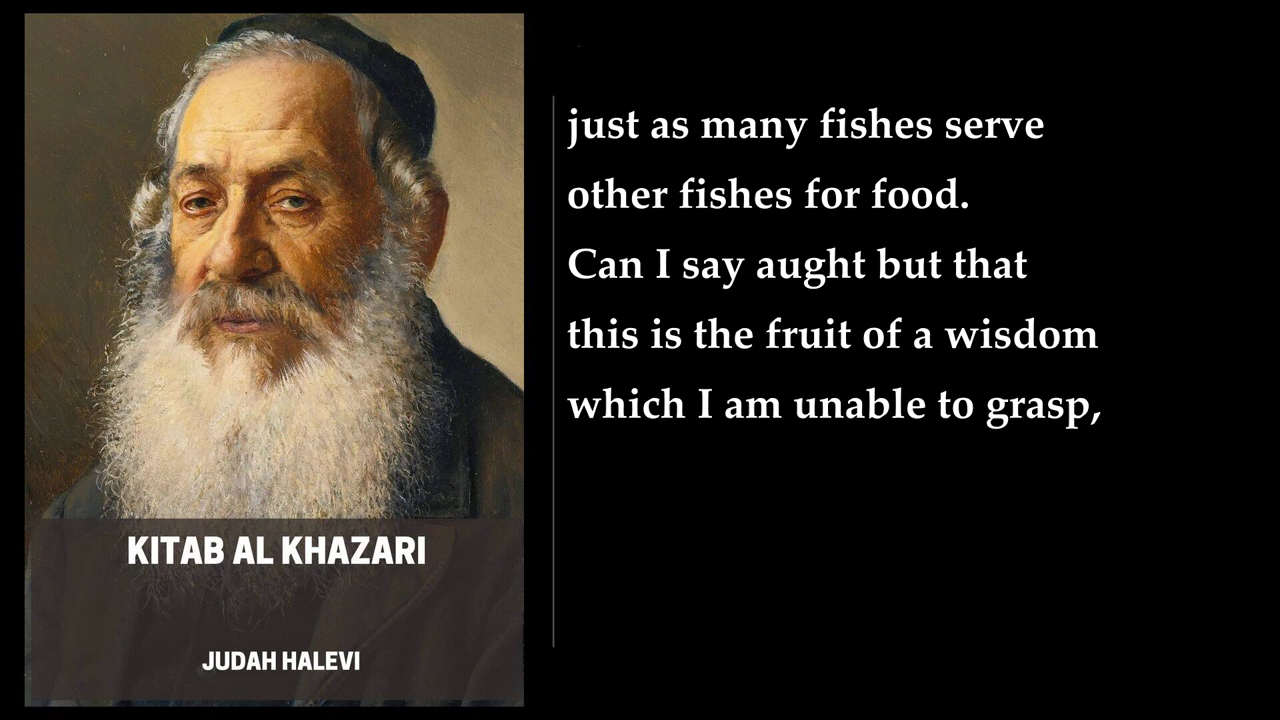 just as many fishes serve
other fishes for food.
Can I say aught but that
this is the fruit of a wisdom
which I am unable to grasp,
KITAB AL KHAZARI
JUDAH HALEVI